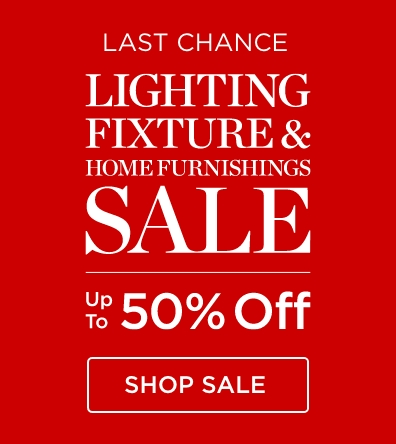 LAST CHANCE
LIGHTING
FIXTURE &
HOME FURNISHINGS
SALE
Up To 50% Off
SHOP SALE